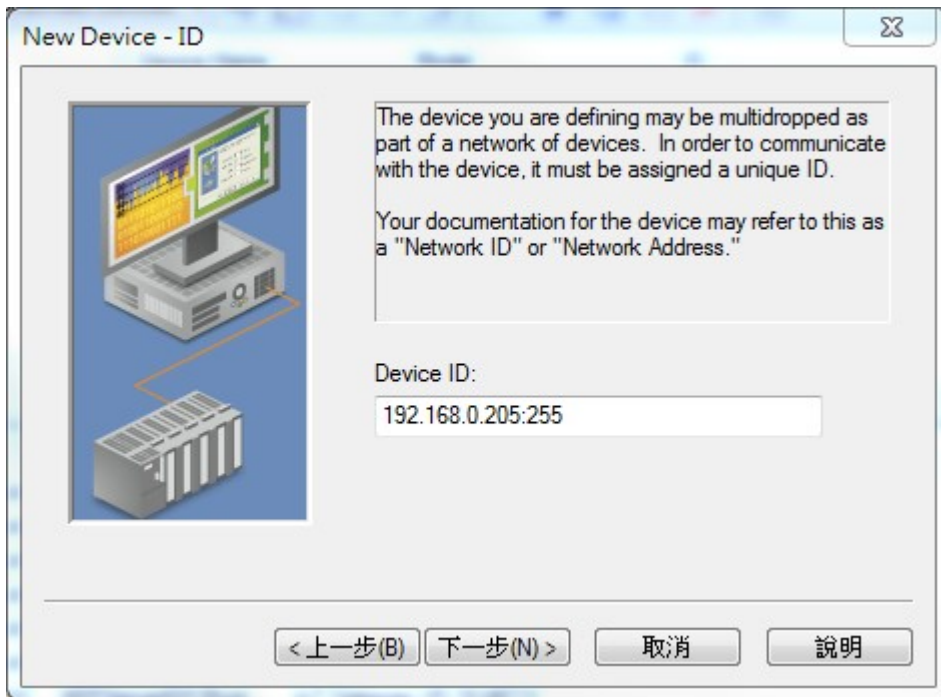 New Device - ID
The device you are defining may be multidropped as
part of a network of devices. In order to communicate
with the device, it must be assigned a unique ID.
Your documentation for the device may refer to this as
a "Network ID" or "Network Address."
Device ID:
192.168.0.205:255
<上一步(B)
下一步(N)>
取消
說明